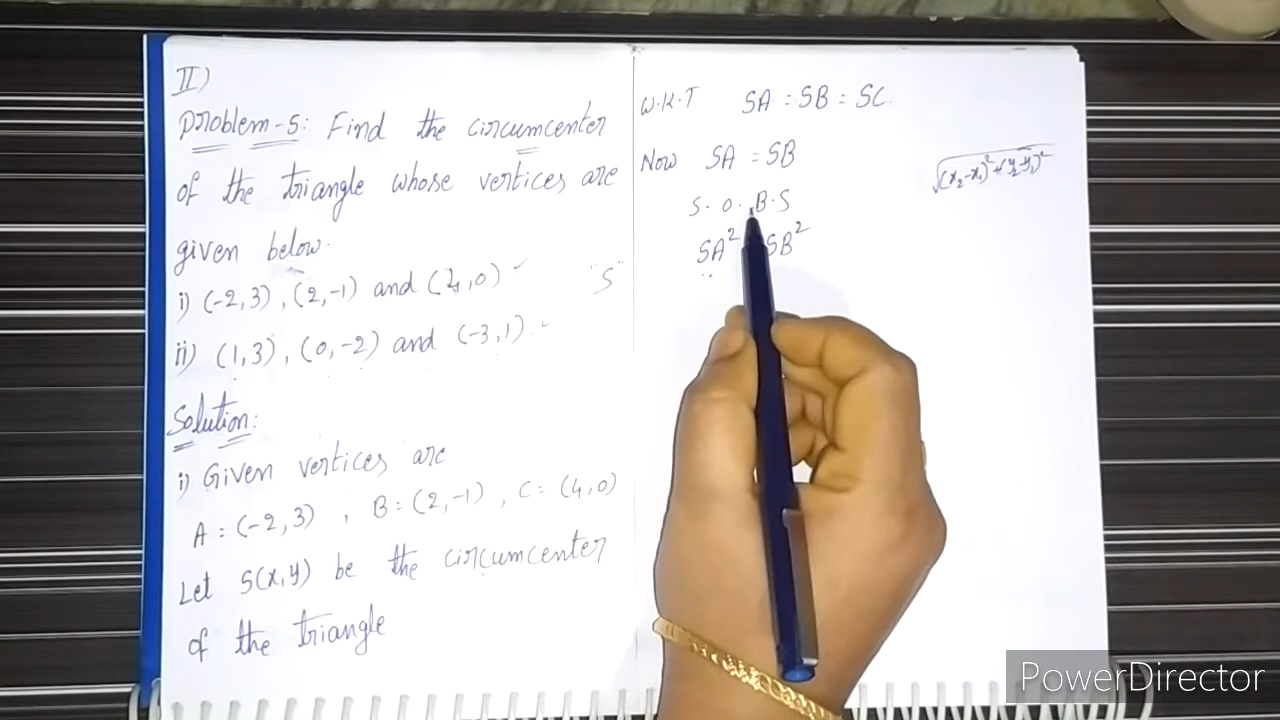 II)
Problem-5: Find the circumcenter
of the triangle whose vertices are
given below.
i) (-2,3), (2,-1) and (4,0)
"S"
ii) (1,3), (0,-2) and (-3,1).
Solution:
i) Given vertices are
A = (-2,3) , B = (2,-1) , C = (4,0)
Let S(x,y) be the circumcenter
of the triangle
W.K.T SA = SB = SC.
Now SA = SB
√(x₂-x₁)²+(y₂-y₁)²
S. O. B.S
SA² SB²
PowerDirector